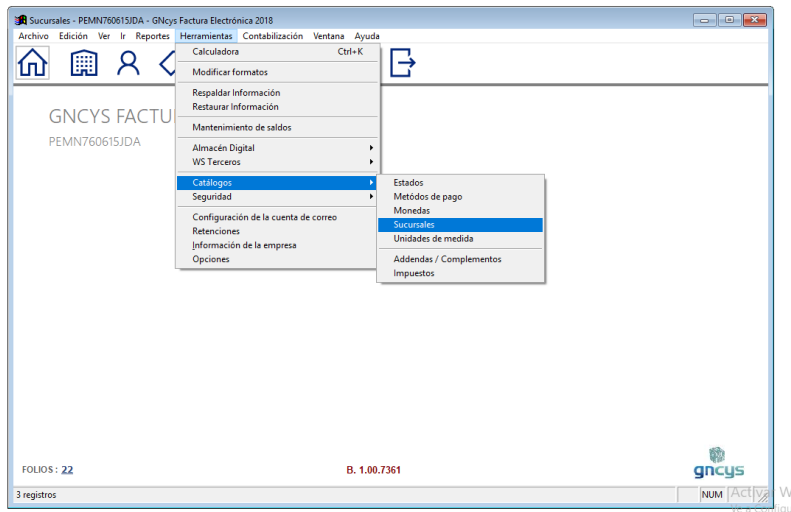 Sucursales - PEMN760615JDA - GNcys Factura Electrónica 2018
Archivo Edición Ver Ir Reportes Herramientas Contabilización Ventana Ayuda
Calculadora Ctrl+K
Modificar formatos
Respaldar Información
Restaurar Información
GNCYS FACTU
Mantenimiento de saldos
PEMN760615JDA
Almacén Digital
WS Terceros
Catálogos
Seguridad
Configuración de la cuenta de correo
Retenciones
Información de la empresa
Opciones
Estados
Metódos de pago
Monedas
Sucursales
Unidades de medida
Addendas / Complementos
Impuestos
FOLIOS : 22
B. 1.00.7361
gncys
3 registros
NUM
Activar W